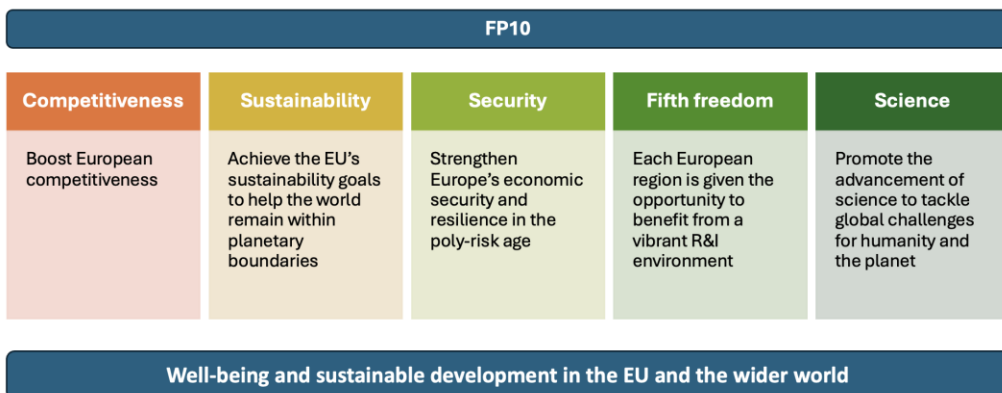 FP10
Competitiveness
Boost European
competitiveness
Sustainability
Achieve the EU's
sustainability goals
to help the world
remain within
planetary
boundaries
Security
Strengthen
Europe's economic
security and
resilience in the
poly-risk age
Fifth freedom
Each European
region is given the
opportunity to
benefit from a
vibrant R&I
environment
Science
Promote the
advancement of
science to tackle
global challenges
for humanity and
the planet
Well-being and sustainable development in the EU and the wider world